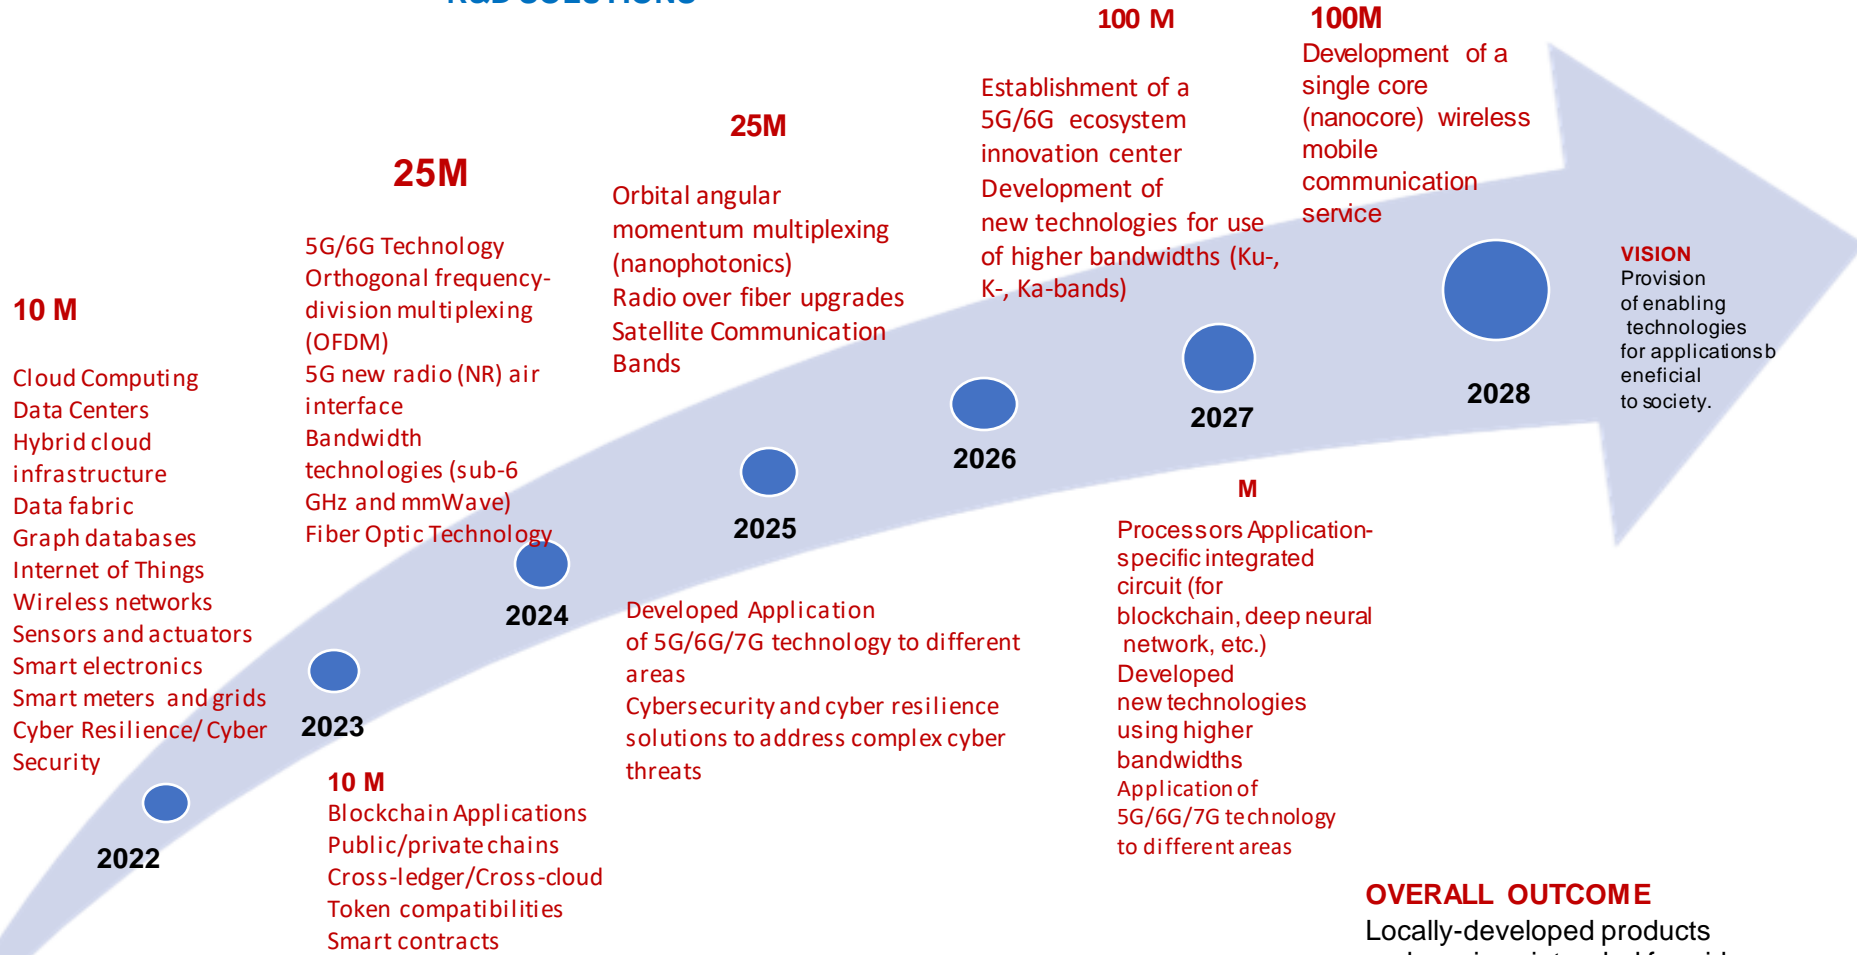 R&D SOLUTIONS
10 M
Cloud Computing
Data Centers
Hybrid cloud
infrastructure
Data fabric
Graph databases
Internet of Things
Wireless networks
Sensors and actuators
Smart electronics
Smart meters and grids
Cyber Resilience/ Cyber
Security
2022
25M
5G/6G Technology
Orthogonal frequency-
division multiplexing
(OFDM)
5G new radio (NR) air
interface
Bandwidth
technologies (sub-6
GHz and mmWave)
Fiber Optic Technology
2023
10 M
Blockchain Applications
Public/private chains
Cross-ledger/Cross-cloud
Token compatibilities
Smart contracts
2024
25M
Orbital angular
momentum multiplexing
(nanophotonics)
Radio over fiber upgrades
Satellite Communication
Bands
2025
Developed Application
of 5G/6G/7G technology to different
areas
Cybersecurity and cyber resilience
solutions to address complex cyber
threats
100 M
Establishment of a
5G/6G ecosystem
innovation center
Development of
new technologies for use
of higher bandwidths (Ku-,
K-, Ka-bands)
2026
2027
M
Processors Application-
specific integrated
circuit (for
blockchain, deep neural
network, etc.)
Developed
new technologies
using higher
bandwidths
Application of
5G/6G/7G technology
to different areas
100M
Development of a
single core
(nanocore) wireless
mobile
communication
service
2028
VISION
Provision
of enabling
technologies
for applications b
eneficial
to society.
OVERALL OUTCOME
Locally-developed products